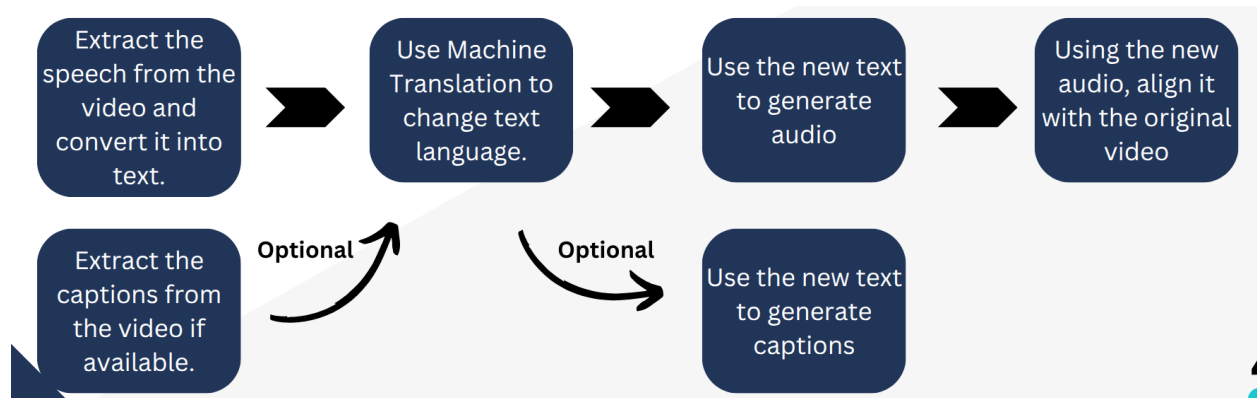 Extract the
speech from the
video and
convert it into
text.
Use Machine
Translation to
change text
language.
Use the new text
to generate
audio
Using the new
audio, align it
with the original
video
Extract the
captions from
the video if
available.
Optional
Optional
Use the new text
to generate
captions